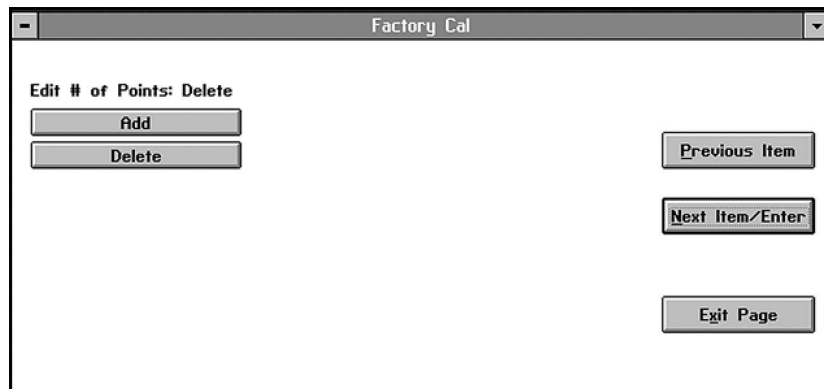 Factory Cal
Edit # of Points: Delete
Add
Delete
Previous Item
Next Item/Enter
Exit Page